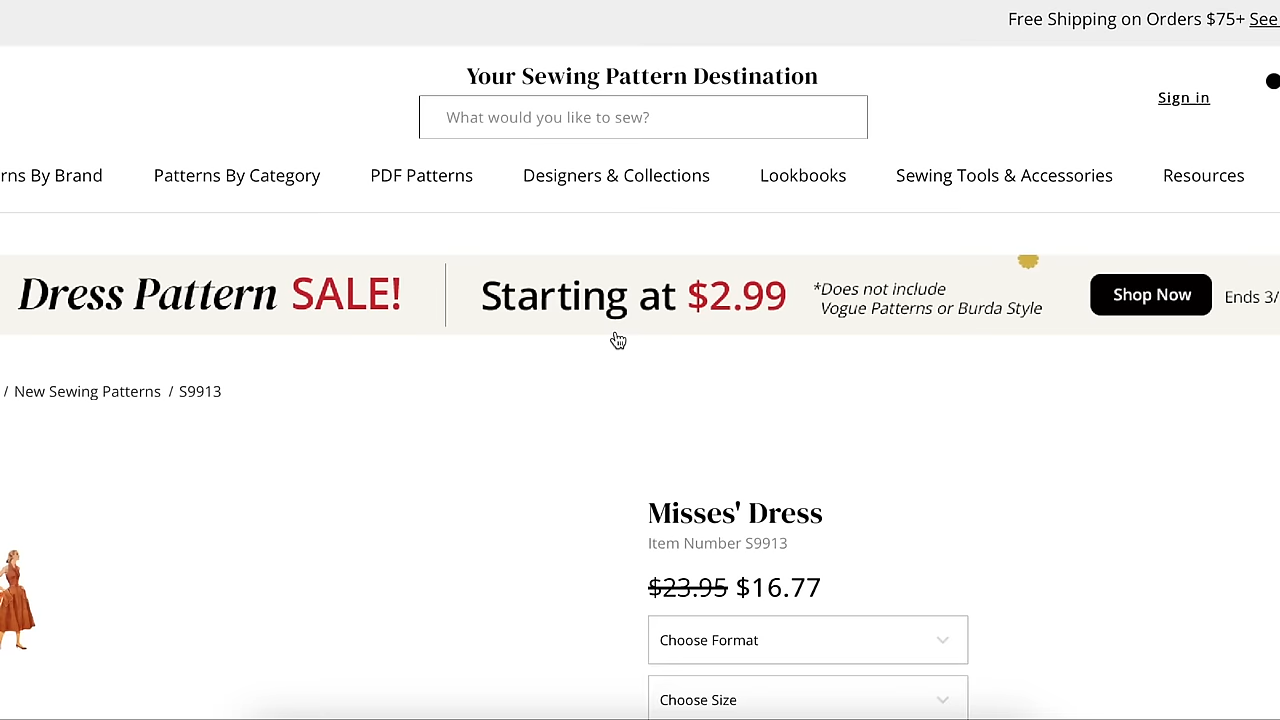 Free Shipping on Orders $75+ See
Your Sewing Pattern Destination
What would you like to sew?
Sign in
rns By Brand
Patterns By Category
PDF Patterns
Designers & Collections
Lookbooks
Sewing Tools & Accessories
Resources
Dress Pattern SALE!
Starting at $2.99
*Does not include
Vogue Patterns or Burda Style
Shop Now
Ends 3/
/ New Sewing Patterns / S9913
Misses' Dress
Item Number S9913
$23.95 $16.77
Choose Format
Choose Size